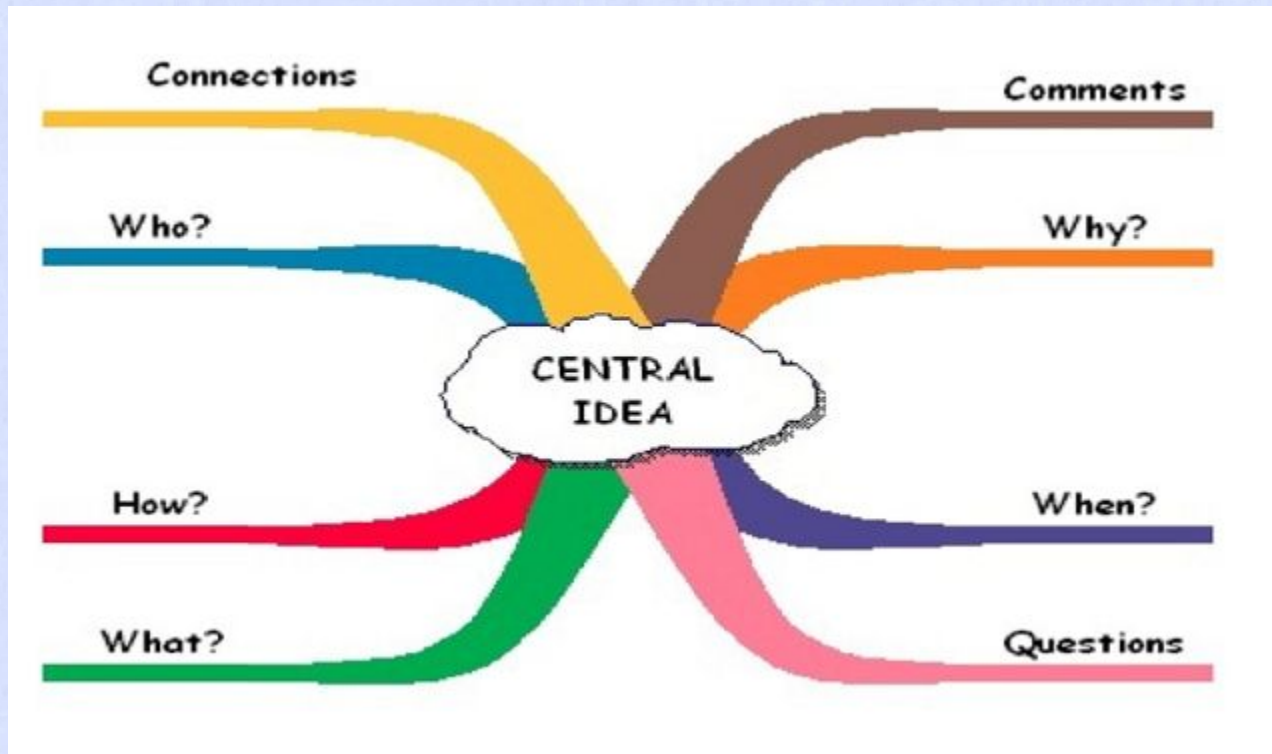 Connections
Comments
Who?
Why?
CENTRAL
IDEA
How?
When?
What?
Questions